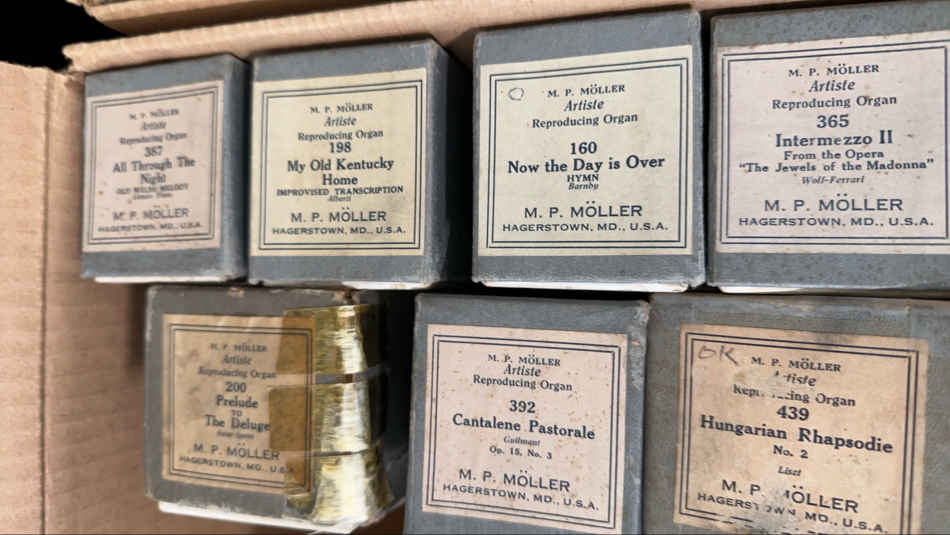 M. P. MÖLLER
Artiste
Reproducing Organ
387
All Through The
Night
OLD WELSH MELODY
M. P. MÖLLER
HAGERSTOWN, MD., U.S.A.
M. P. MÖLLER
Artiste
Reproducing Organ
198
My Old Kentucky
Home
IMPROVISED TRANSCRIPTION
Alberti
M. P. MÖLLER
HAGERSTOWN, MD., U.S.A.
M. P. MÖLLER
Artiste
Reproducing Organ
160
Now the Day is Over
HYMN
Barnby
M. P. MÖLLER
HAGERSTOWN, MD., U.S.A.
M. P. MÖLLER
Artiste
Reproducing Organ
365
Intermezzo II
From the Opera
"The Jewels of the Madonna"
Wolf-Ferrari
M. P. MÖLLER
HAGERSTOWN, MD., U.S.A.
M. P. MÖLLER
Artiste
Reproducing Organ
200
Prelude
TO
The Deluge
M. P. MÖLLER
HAGERSTOWN, MD., U.S.A.
M. P. MÖLLER
Artiste
Reproducing Organ
392
Cantalene Pastorale
Guilmant
Op. 15, No. 3
M. P. MÖLLER
HAGERSTOWN, MD., U.S.A.
OK
M. P. MÖLLER
Artiste
Reproducing Organ
439
Hungarian Rhapsodie
No. 2
Liszt
M. P. MÖLLER
HAGERSTOWN, MD., U.S.A.